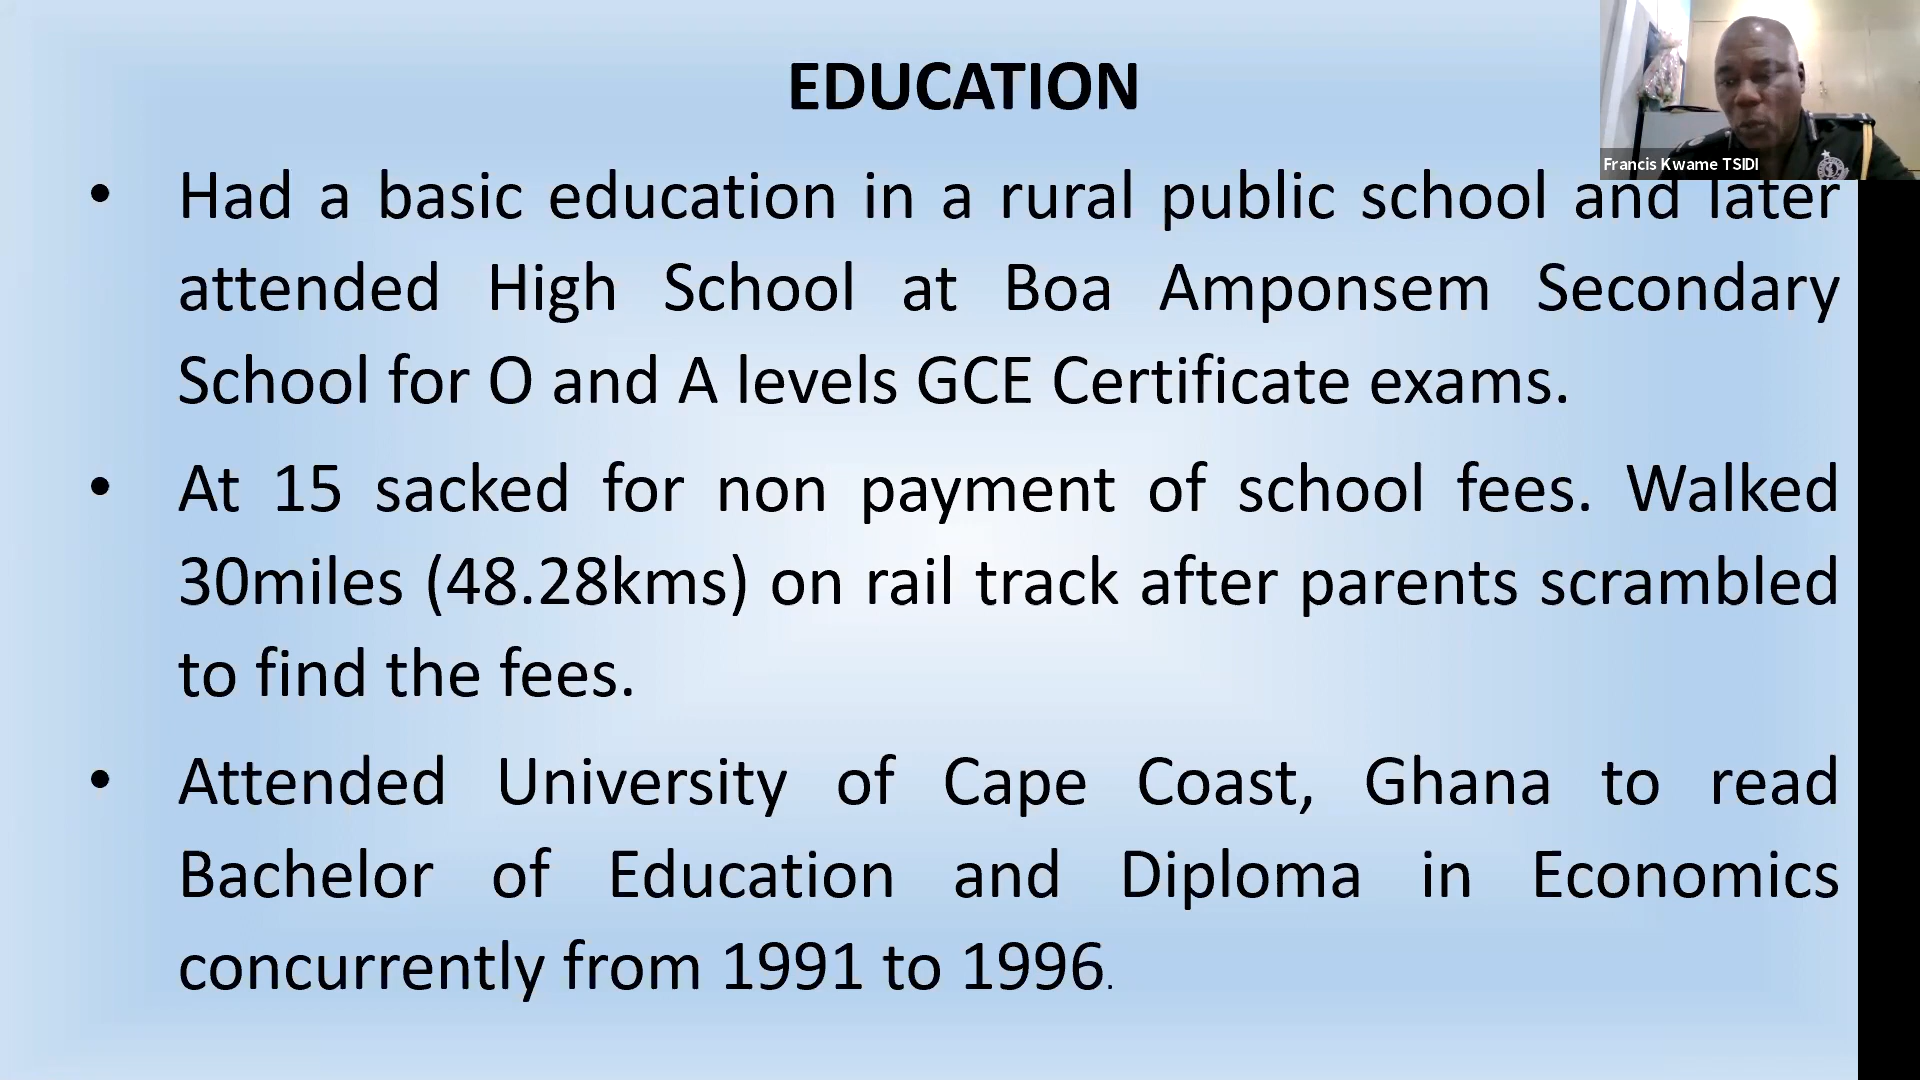 EDUCATION
Francis Kwame TSIDI
• Had a basic education in a rural public school and later
attended High School at Boa Amponsem Secondary
School for O and A levels GCE Certificate exams.
• At 15 sacked for non payment of school fees. Walked
30miles (48.28kms) on rail track after parents scrambled
to find the fees.
• Attended University of Cape Coast, Ghana to read
Bachelor of Education and Diploma in Economics
concurrently from 1991 to 1996.